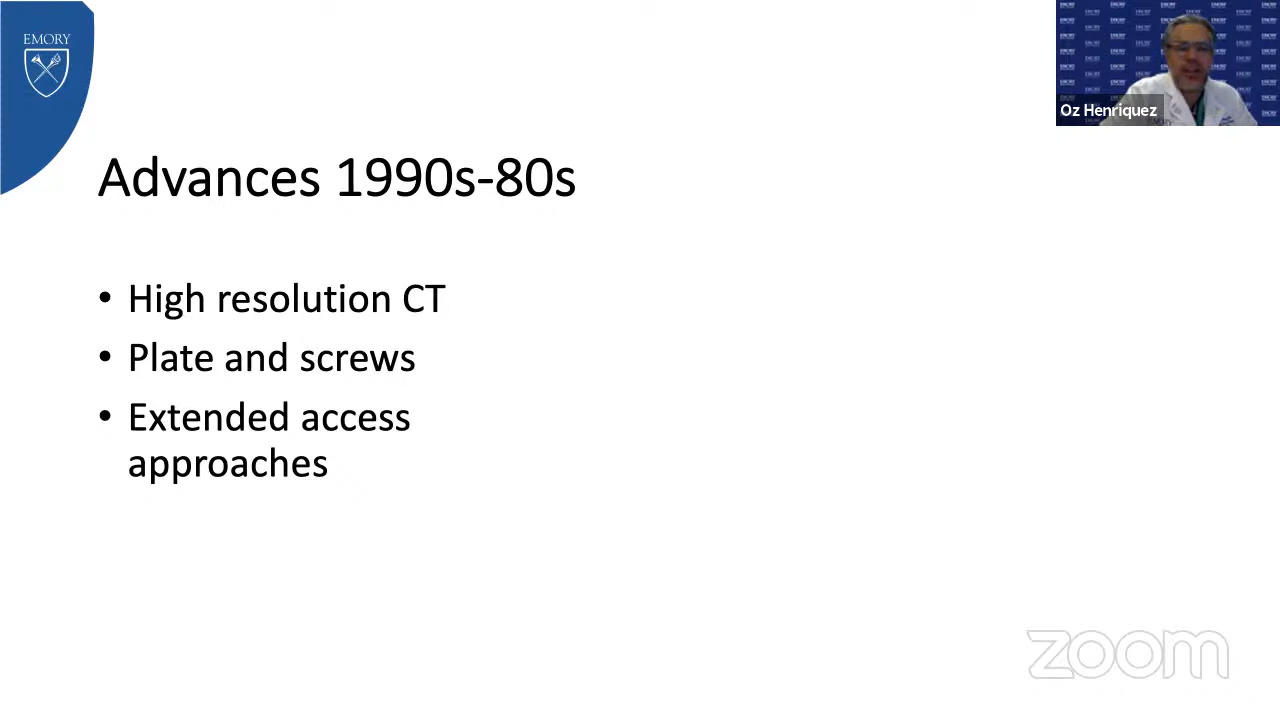 EMORY
Oz Henriquez
Advances 1990s-80s
• High resolution CT
• Plate and screws
• Extended access
approaches
zoom